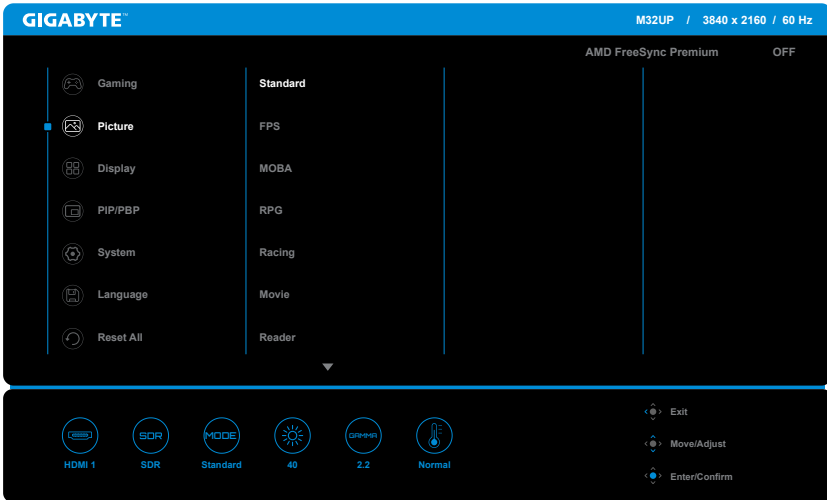 GIGABYTE™
M32UP / 3840 x 2160 / 60 Hz
AMD FreeSync Premium OFF
Gaming
Picture
Display
PIP/PBP
System
Language
Reset All
Standard
FPS
MOBA
RPG
Racing
Movie
Reader
SDR
MODE
GAMMA
HDMI 1
SDR
Standard
40
2.2
Normal
Exit
Move/Adjust
Enter/Confirm